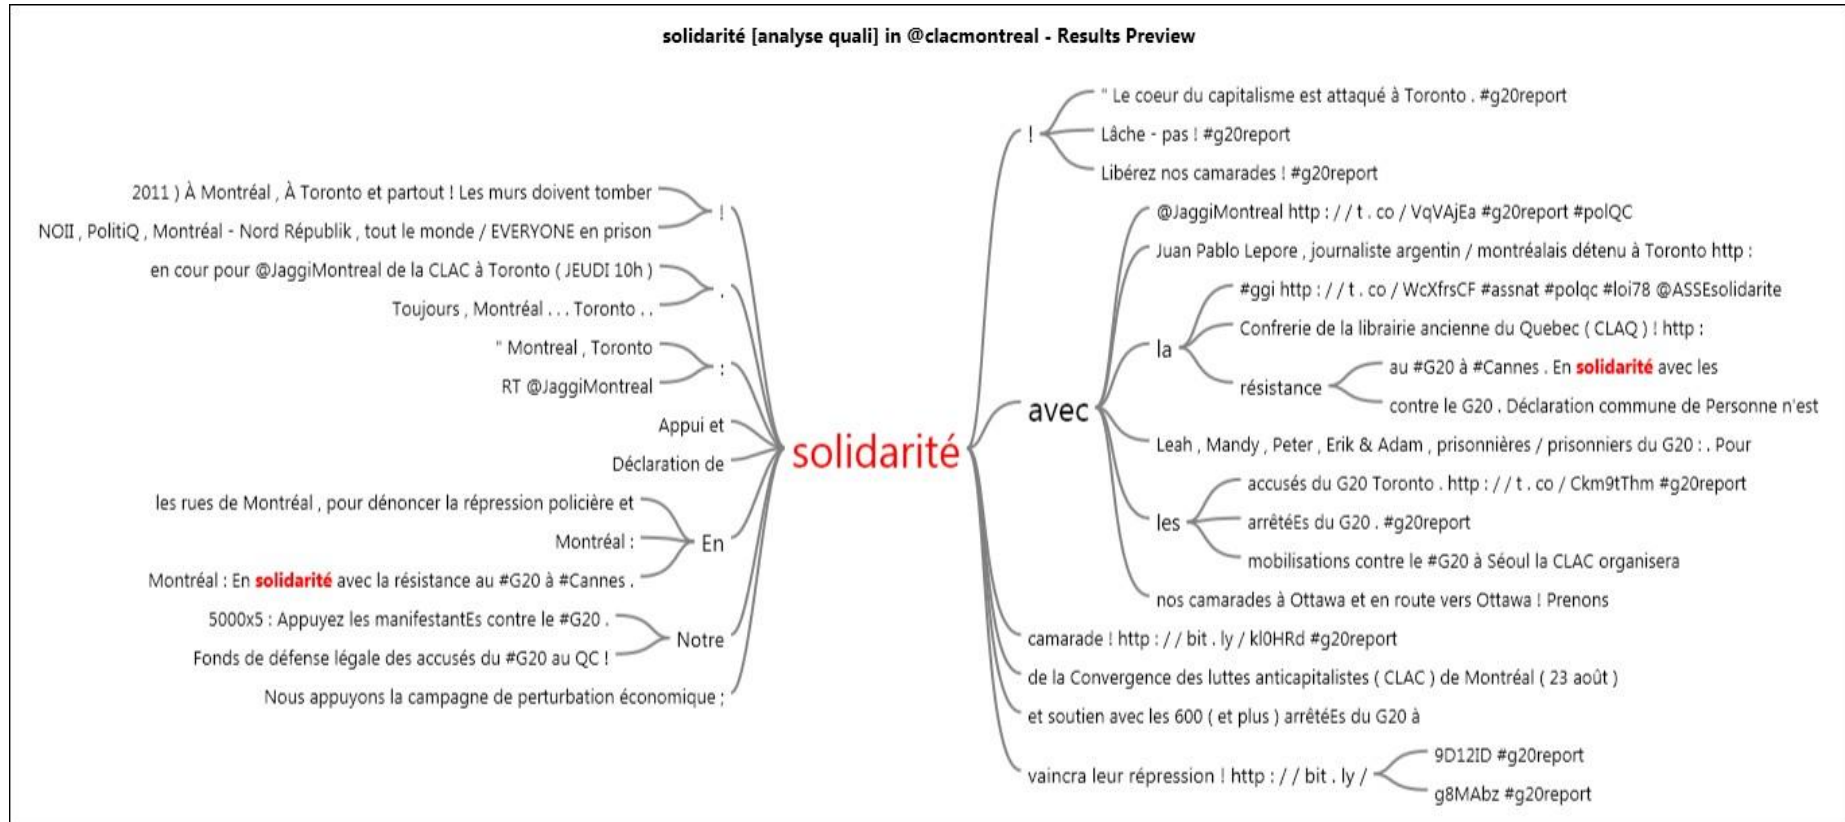 solidarité [analyse quali] in @clacmontreal - Results Preview
2011 ) À Montréal , À Toronto et partout ! Les murs doivent tomber
NOII , PolitiQ , Montréal - Nord Républik , tout le monde / EVERYONE en prison
!
en cour pour @JaggiMontreal de la CLAC à Toronto ( JEUDI 10h )
Toujours , Montréal . . . Toronto . .
.
" Montreal , Toronto
RT @JaggiMontreal
:
Appui et
Déclaration de
les rues de Montréal , pour dénoncer la répression policière et
Montréal :
Montréal : En solidarité avec la résistance au #G20 à #Cannes .
En
5000x5 : Appuyez les manifestantEs contre le #G20 .
Fonds de défense légale des accusés du #G20 au QC !
Notre
Nous appuyons la campagne de perturbation économique ;
solidarité
!
" Le coeur du capitalisme est attaqué à Toronto . #g20report
Lâche - pas ! #g20report
Libérez nos camarades ! #g20report
avec
@JaggiMontreal http : / / t . co / VqVAjEa #g20report #polQC
Juan Pablo Lepore , journaliste argentin / montréalais détenu à Toronto http :
la
#ggi http : / / t . co / WcXfrsCF #assnat #polqc #loi78 @ASSEsolidarite
Confrerie de la librairie ancienne du Quebec ( CLAQ ) ! http :
résistance
au #G20 à #Cannes . En solidarité avec les
contre le G20 . Déclaration commune de Personne n'est
Leah , Mandy , Peter , Erik & Adam , prisonnières / prisonniers du G20 : . Pour
les
accusés du G20 Toronto . http : / / t . co / Ckm9tThm #g20report
arrêtéEs du G20 . #g20report
mobilisations contre le #G20 à Séoul la CLAC organisera
nos camarades à Ottawa et en route vers Ottawa ! Prenons
camarade ! http : / / bit . ly / kl0HRd #g20report
de la Convergence des luttes anticapitalistes ( CLAC ) de Montréal ( 23 août )
et soutien avec les 600 ( et plus ) arrêtéEs du G20 à
vaincra leur répression ! http : / / bit . ly /
9D12ID #g20report
g8MAbz #g20report